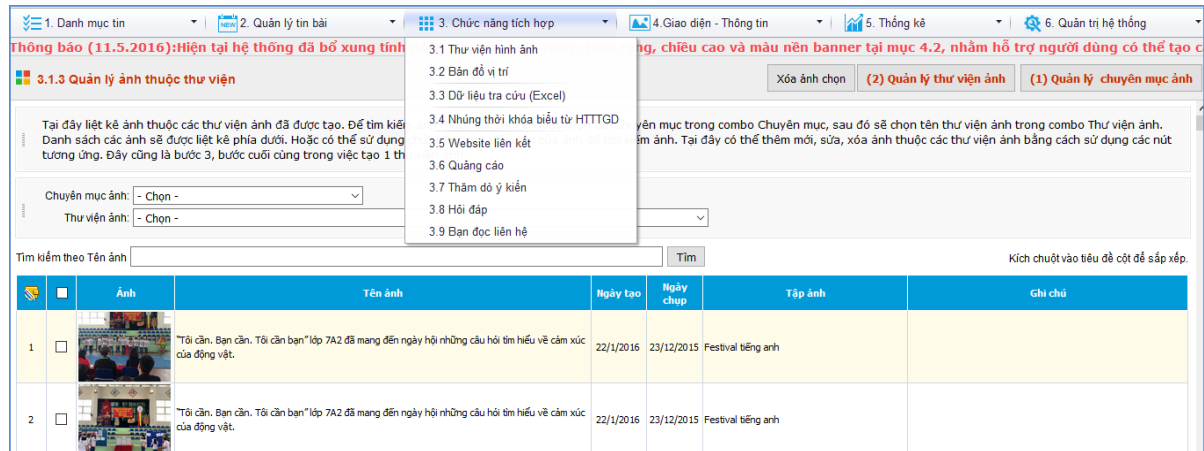 1. Danh mục tin
NEW 2. Quản lý tin bài
3. Chức năng tích hợp
4.Giao diện - Thông tin
5. Thống kê
6. Quản trị hệ thống
Thông báo (11.5.2016):Hiện tại hệ thống đã bổ xung tính
ng, chiều cao và màu nền banner tại mục 4.2, nhằm hỗ trợ người dùng có thể tạo c
3.1 Thư viện hình ảnh
3.2 Bản đồ vị trí
3.3 Dữ liệu tra cứu (Excel)
3.4 Nhúng thời khóa biểu từ HTTTGD
3.5 Website liên kết
3.6 Quảng cáo
3.7 Thăm dò ý kiến
3.8 Hỏi đáp
3.9 Bạn đọc liên hệ
3.1.3 Quản lý ảnh thuộc thư viện
Xóa ảnh chọn
(2) Quản lý thư viện ảnh
(1) Quản lý chuyên mục ảnh
Tại đây liệt kê ảnh thuộc các thư viện ảnh đã được tạo. Để tìm kiếm
yên mục trong combo Chuyên mục, sau đó sẽ chọn tên thư viện ảnh trong combo Thư viện ảnh.
Danh sách các ảnh sẽ được liệt kê phía dưới. Hoặc có thể sử dụng
ếm ảnh. Tại đây có thể thêm mới, sửa, xóa ảnh thuộc các thư viện ảnh bằng cách sử dụng các nút
tương ứng. Đây cũng là bước 3, bước cuối cùng trong việc tạo 1 th
Chuyên mục ảnh: - Chọn -
Thư viện ảnh: - Chọn -
Tìm kiếm theo Tên ảnh
Tìm
Kích chuột vào tiêu đề cột để sắp xếp.
Ảnh Tên ảnh Ngày tạo Ngày chụp Tập ảnh Ghi chú
1 "Tôi cần. Bạn cần. Tôi cần bạn" lớp 7A2 đã mang đến ngày hội những câu hỏi tìm hiểu về cảm xúc
của động vật.
22/1/2016 23/12/2015 Festival tiếng anh
2 "Tôi cần. Bạn cần. Tôi cần bạn" lớp 7A2 đã mang đến ngày hội những câu hỏi tìm hiểu về cảm xúc
của động vật.
22/1/2016 23/12/2015 Festival tiếng anh